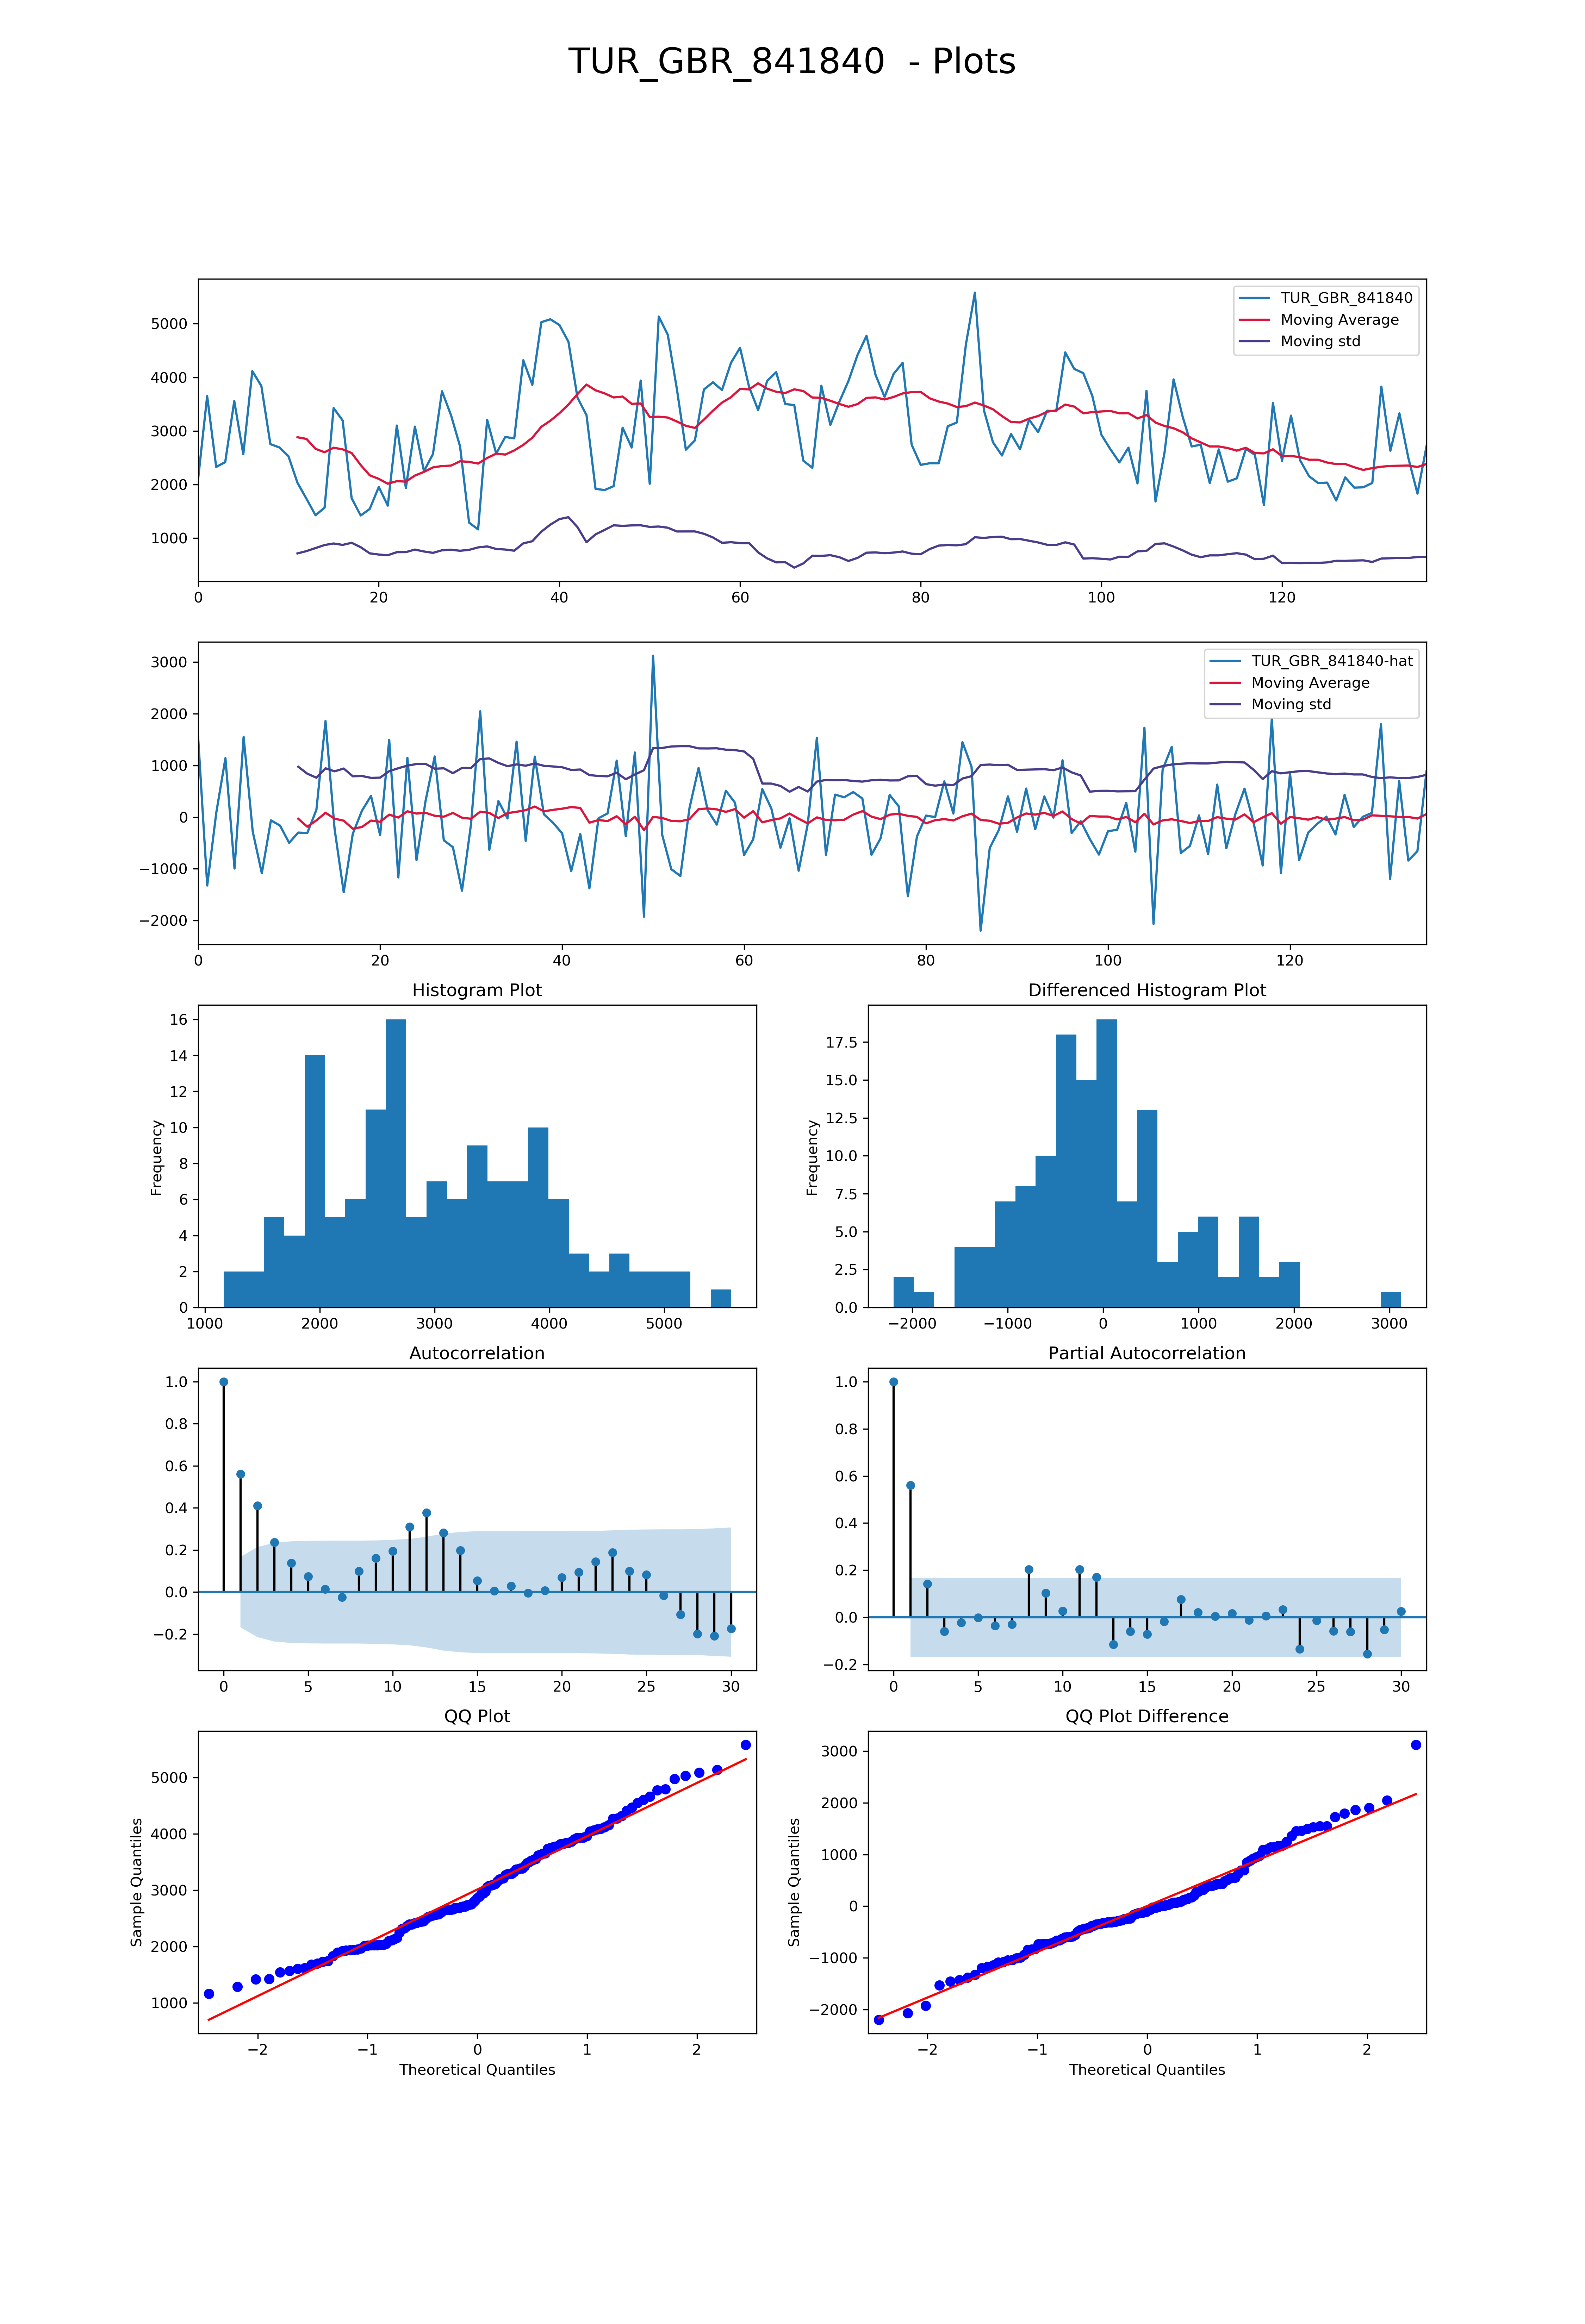 TUR_GBR_841840  - Plots
5000
4000
3000
2000
1000
TUR_GBR_841840
Moving Average
Moving std
0 20 40 60 80 100 120
3000
2000
1000
0
−1000
−2000
TUR_GBR_841840-hat
Moving Average
Moving std
0 20 40 60 80 100 120
Histogram Plot
Frequency
16
14
12
10
8
6
4
2
0
1000 2000 3000 4000 5000
Differenced Histogram Plot
Frequency
17.5
15.0
12.5
10.0
7.5
5.0
2.5
0.0
−2000 −1000 0 1000 2000 3000
Autocorrelation
1.0
0.8
0.6
0.4
0.2
0.0
−0.2
0 5 10 15 20 25 30
Partial Autocorrelation
1.0
0.8
0.6
0.4
0.2
0.0
−0.2
0 5 10 15 20 25 30
QQ Plot
Sample Quantiles
5000
4000
3000
2000
1000
−2 −1 0 1 2
Theoretical Quantiles
QQ Plot Difference
Sample Quantiles
3000
2000
1000
0
−1000
−2000
−2 −1 0 1 2
Theoretical Quantiles